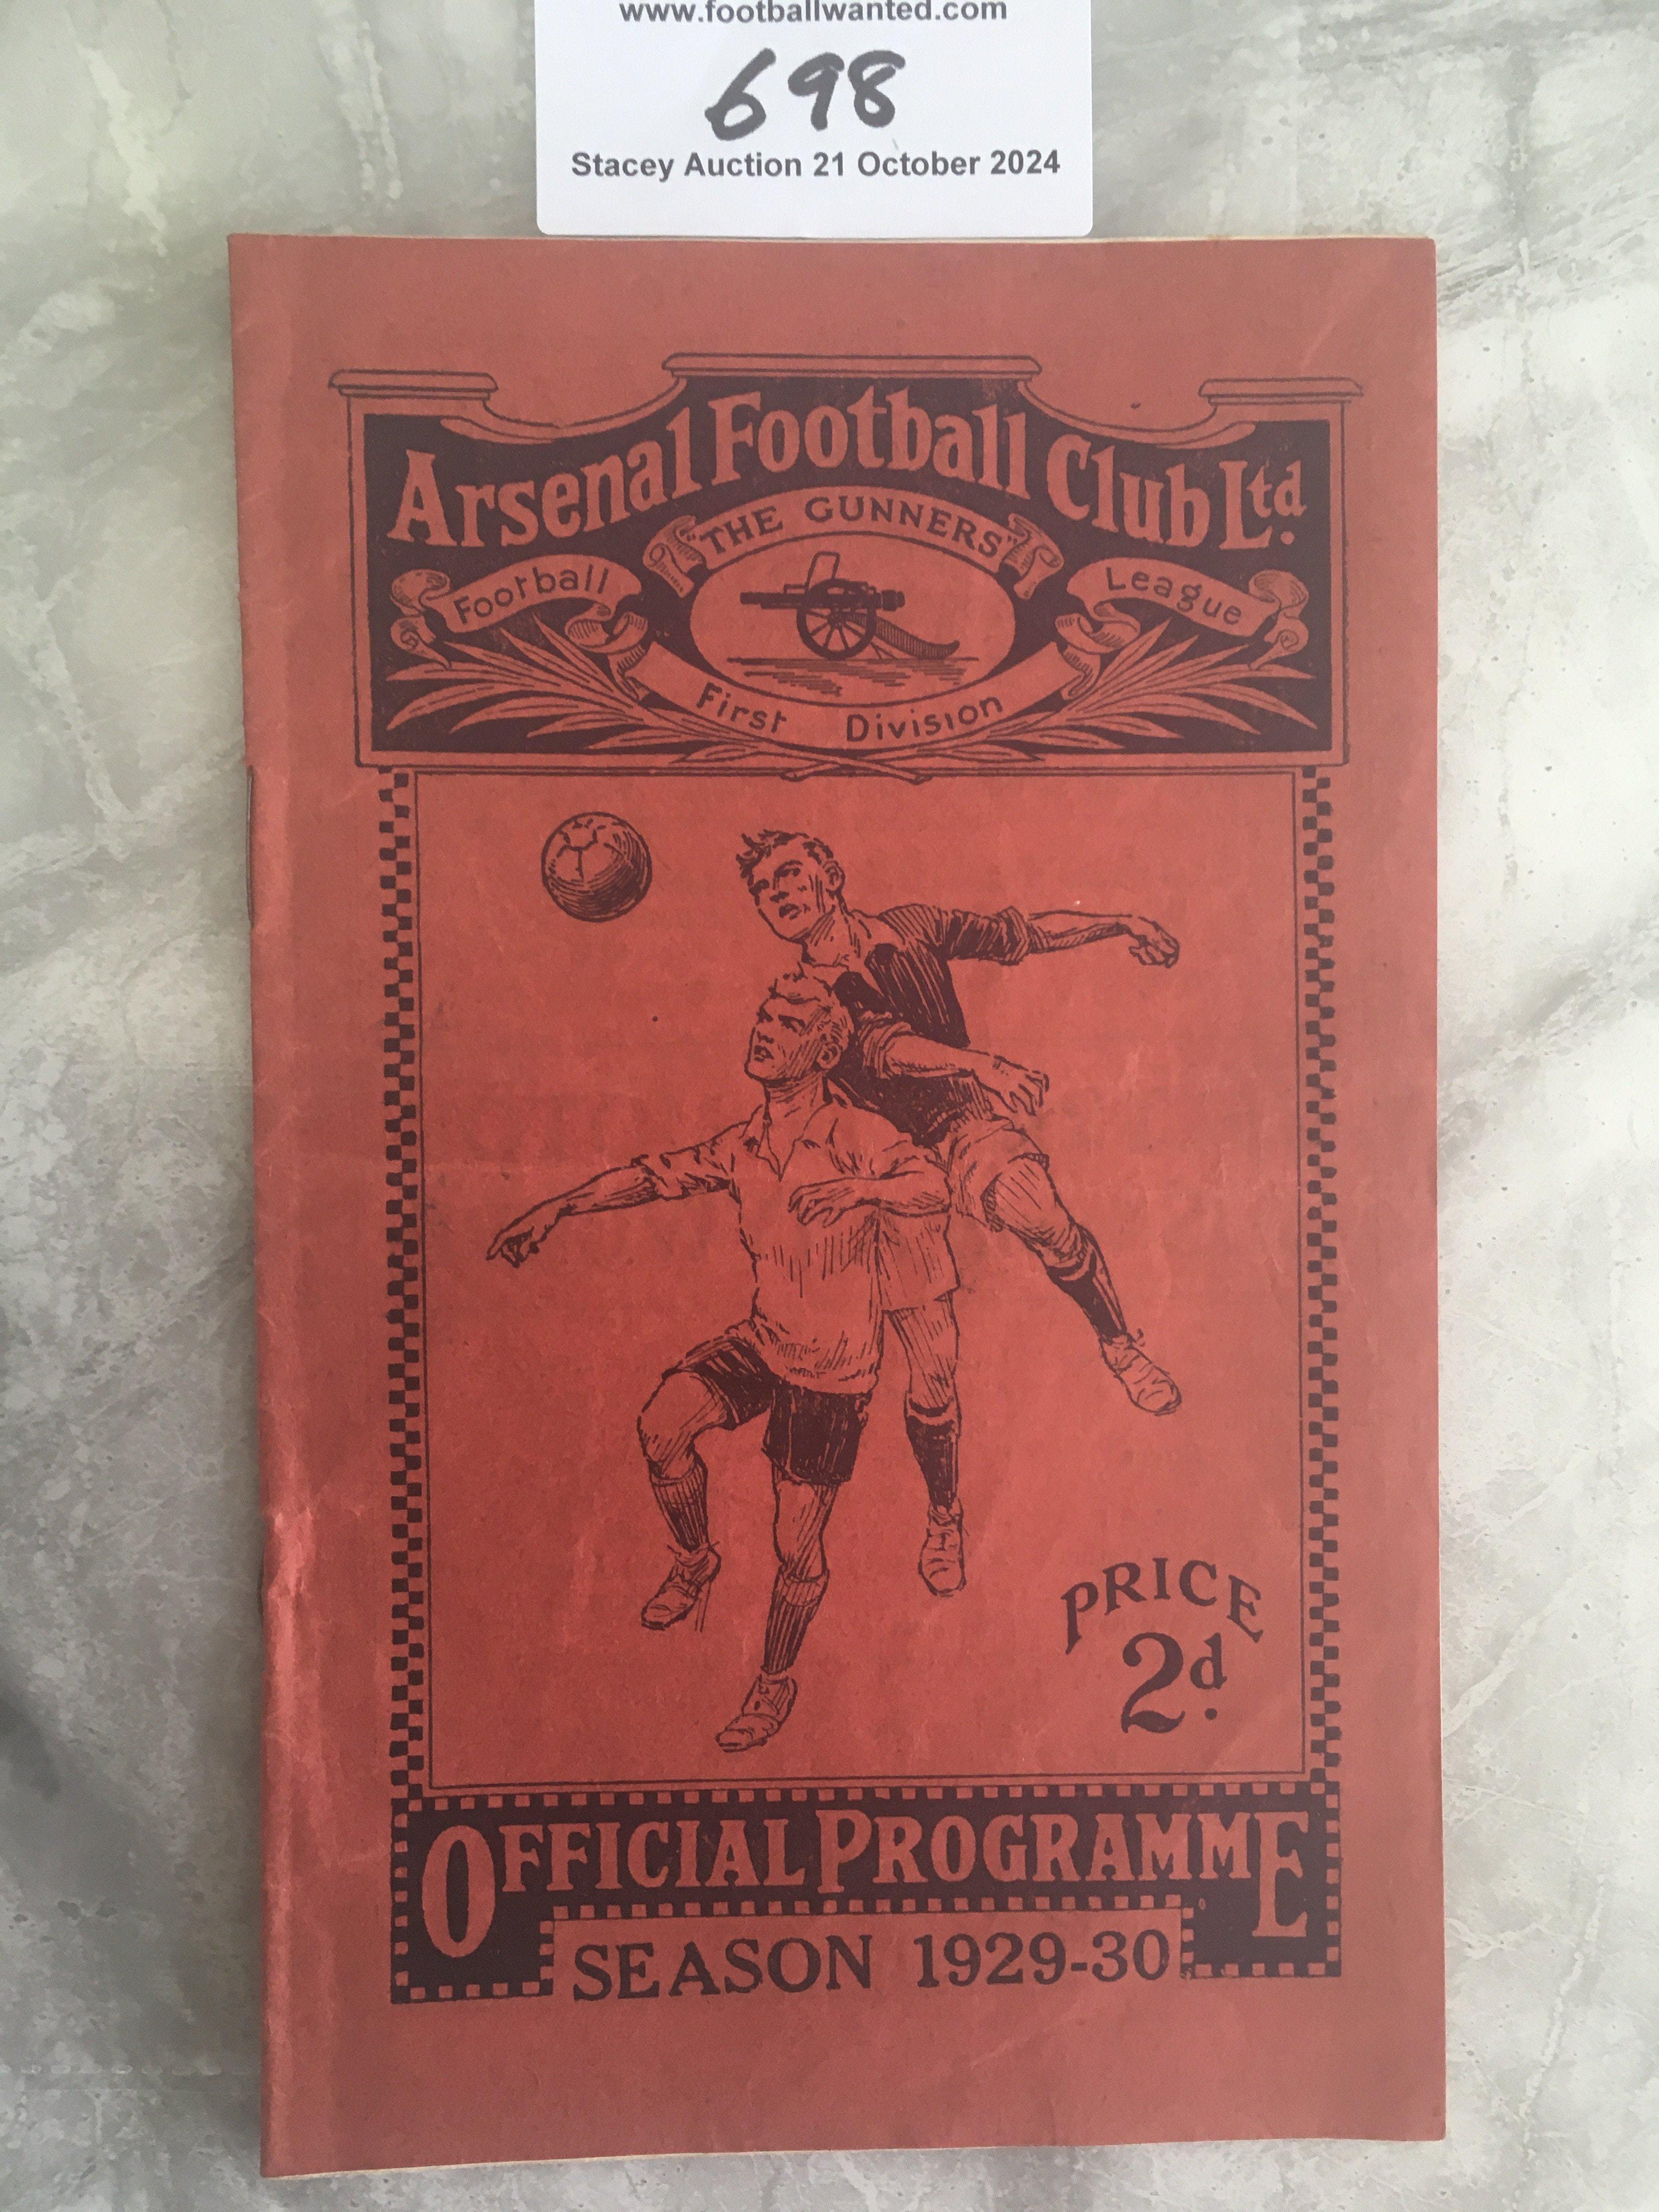 www.footballwanted.com
698
Stacey Auction 21 October 2024
Arsenal Football Club Ltd.
"THE GUNNERS"
Football League
First Division
PRICE
2d.
OFFICIAL PROGRAMME
SEASON 1929-30